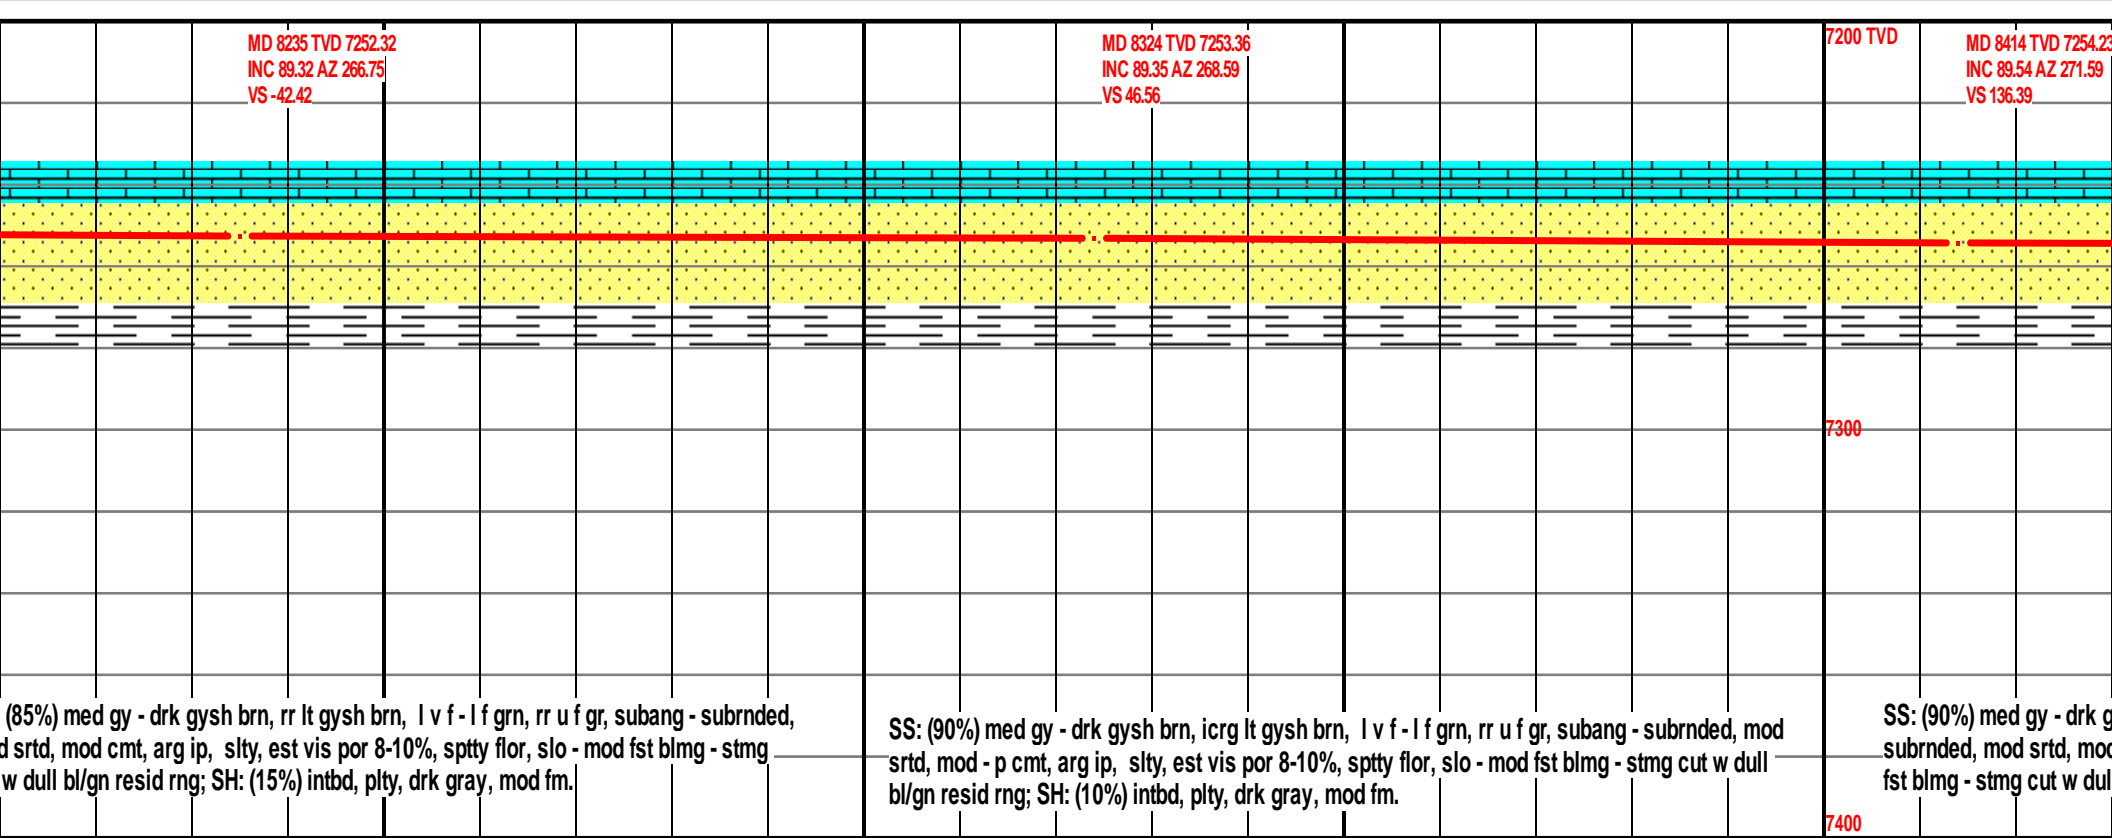 MD 8235 TVD 7252.32
INC 89.32 AZ 266.75
VS -42.42
MD 8324 TVD 7253.36
INC 89.35 AZ 268.59
VS 46.56
7200 TVD
MD 8414 TVD 7254.23
INC 89.54 AZ 271.59
VS 136.39
7300
(85%) med gy - drk gysh brn, rr lt gysh brn, l v f - l f grn, rr u f gr, subang - subrnded,
d srtd, mod cmt, arg ip, slty, est vis por 8-10%, sptty flor, slo - mod fst blmg - stmg
w dull bl/gn resid rng; SH: (15%) intbd, plty, drk gray, mod fm.
SS: (90%) med gy - drk gysh brn, icrg lt gysh brn, l v f - l f grn, rr u f gr, subang - subrnded, mod
srtd, mod - p cmt, arg ip, slty, est vis por 8-10%, sptty flor, slo - mod fst blmg - stmg cut w dull
bl/gn resid rng; SH: (10%) intbd, plty, drk gray, mod fm.
SS: (90%) med gy - drk g
subrnded, mod srtd, mod
fst blmg - stmg cut w dul
7400